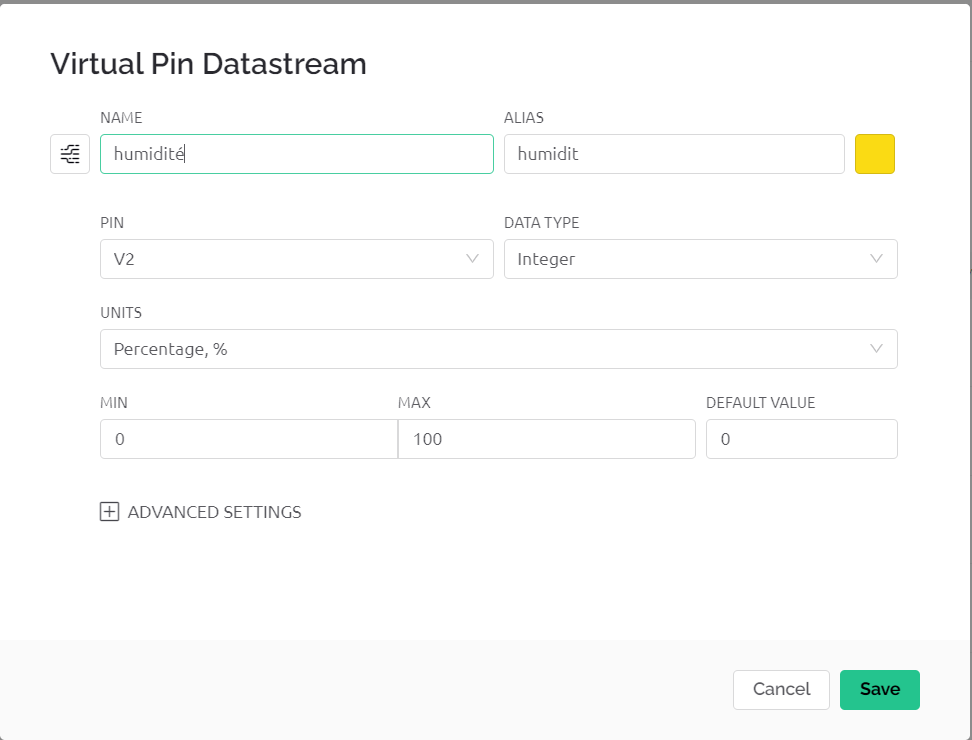 Virtual Pin Datastream
NAME
ALIAS
humidité
humidit
PIN
DATA TYPE
V2
Integer
UNITS
Percentage, %
MIN
MAX
DEFAULT VALUE
0
100
0
ADVANCED SETTINGS
Cancel
Save